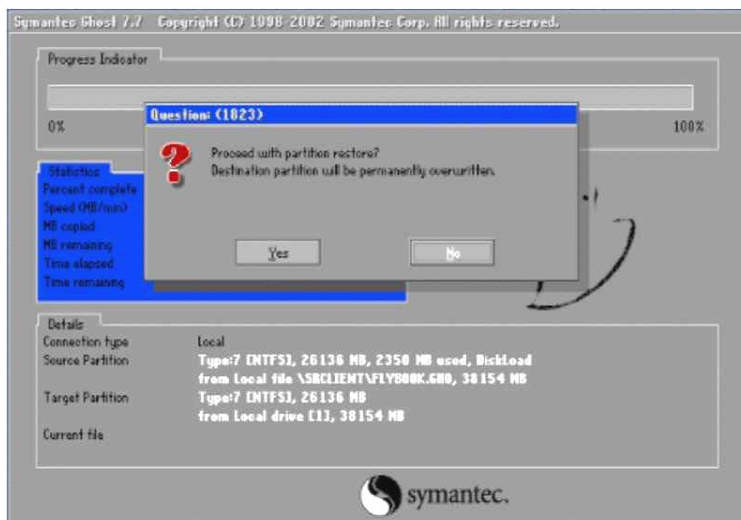 Symantec Ghost 7.7 Copyright (C) 1998-2002 Symantec Corp. All rights reserved.
Progress Indicator
0% 100%
Question: (1823)
?
Proceed with partition restore?
Destination partition will be permanently overwritten.
Yes No
Statistics
Percent complete
Speed (MB/min)
MB copied
MB remaining
Time elapsed
Time remaining
Details
Connection type Local
Source Partition Type:7 [NTFS], 26136 MB, 2350 MB used, DiskLoad
from Local file \SRCLIENT\FLYBOOK.GHO, 38154 MB
Target Partition Type:7 [NTFS], 26136 MB
from Local drive [1], 38154 MB
Current file
symantec.